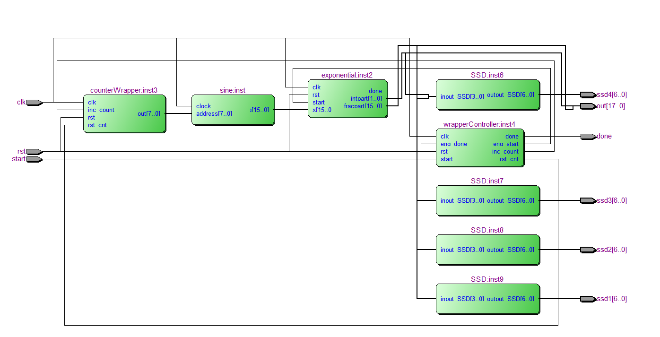 clk
rst
start
counterWrapper:inst3
clk
inc_count
rst
rst_cnt
out[7..0]
sine:inst
clock
address[7..0]
q[15..0]
exponential:inst2
clk
rst
start
x[15..0]
done
intpart[1..0]
fracpart[15..0]
SSD:inst6
input_SSD[3..0] output_SSD[6..0]
wrapperController:inst4
clk
eng_done
rst
start
done
eng_start
inc_count
rst_cnt
SSD:inst7
input_SSD[3..0] output_SSD[6..0]
SSD:inst8
input_SSD[3..0] output_SSD[6..0]
SSD:inst9
input_SSD[3..0] output_SSD[6..0]
ssd4[6..0]
out[17..0]
done
ssd3[6..0]
ssd2[6..0]
ssd1[6..0]